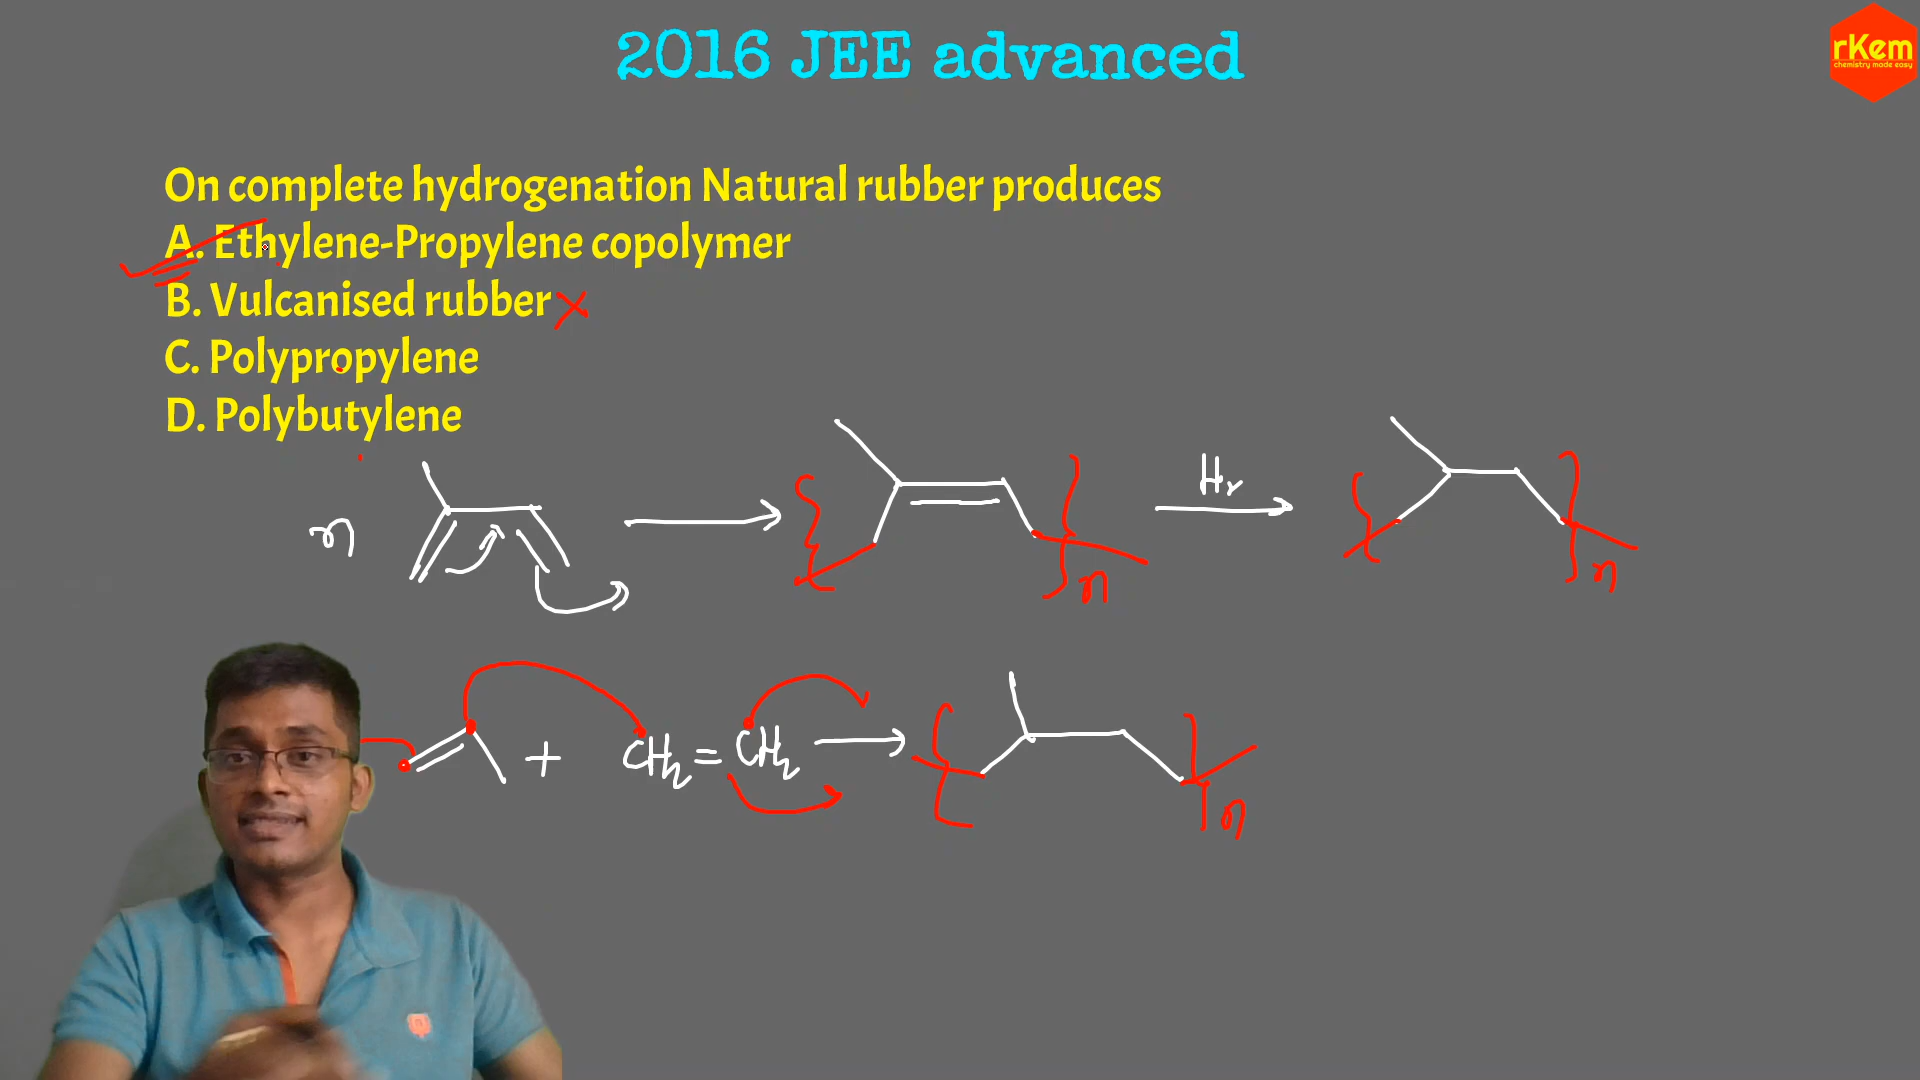 2016 JEE advanced
rKem
chemistry made easy
On complete hydrogenation Natural rubber produces
A. Ethylene-Propylene copolymer
B. Vulcanised rubber
C. Polypropylene
D. Polybutylene
H₂
n
n
n
+ CH₂ = CH₂
n